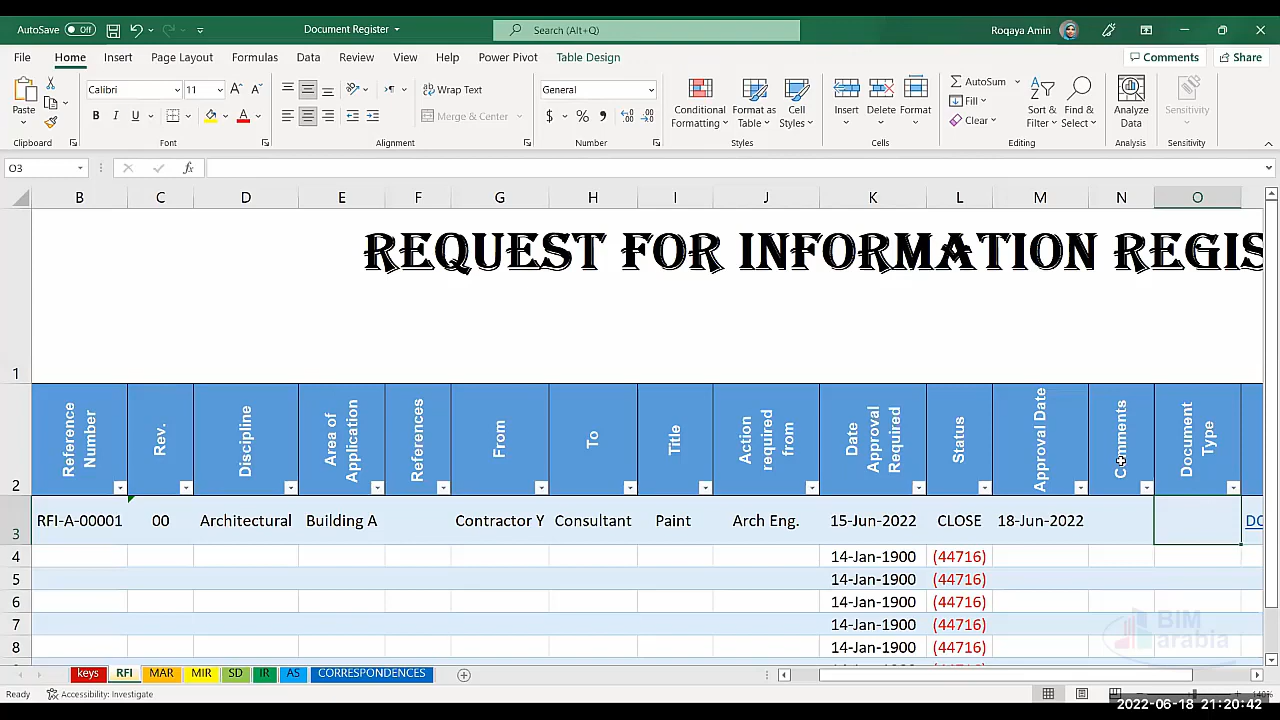 AutoSave Off
Document Register
Search (Alt+Q)
Roqaya Amin
File Home Insert Page Layout Formulas Data Review View Help Power Pivot Table Design
Comments Share
Paste
Clipboard
Calibri 11
B I U
Font
Wrap Text
Merge & Center
Alignment
General
$ % 9
Number
Conditional Formatting
Format as Table
Cell Styles
Styles
Insert Delete Format
Cells
AutoSum
Fill
Clear
Sort & Filter
Find & Select
Editing
Analyze Data
Analysis
Sensitivity
Sensitivity
O3
fx
B C D E F G H I J K L M N O
1
REQUEST FOR INFORMATION REGIS
2
Reference Number
Rev.
Discipline
Area of Application
References
From
To
Title
Action required from
Date Approval Required
Status
Approval Date
Comments
Document Type
3 RFI-A-00001 00 Architectural Building A Contractor Y Consultant Paint Arch Eng. 15-Jun-2022 CLOSE 18-Jun-2022 DC
4 14-Jan-1900 (44716)
5 14-Jan-1900 (44716)
6 14-Jan-1900 (44716)
7 14-Jan-1900 (44716)
8 14-Jan-1900 (44716)
BIM
arabia
keys RFI MAR MIR SD IR AS CORRESPONDENCES
Ready
Accessibility: Investigate
2022-06-18 21:20:42